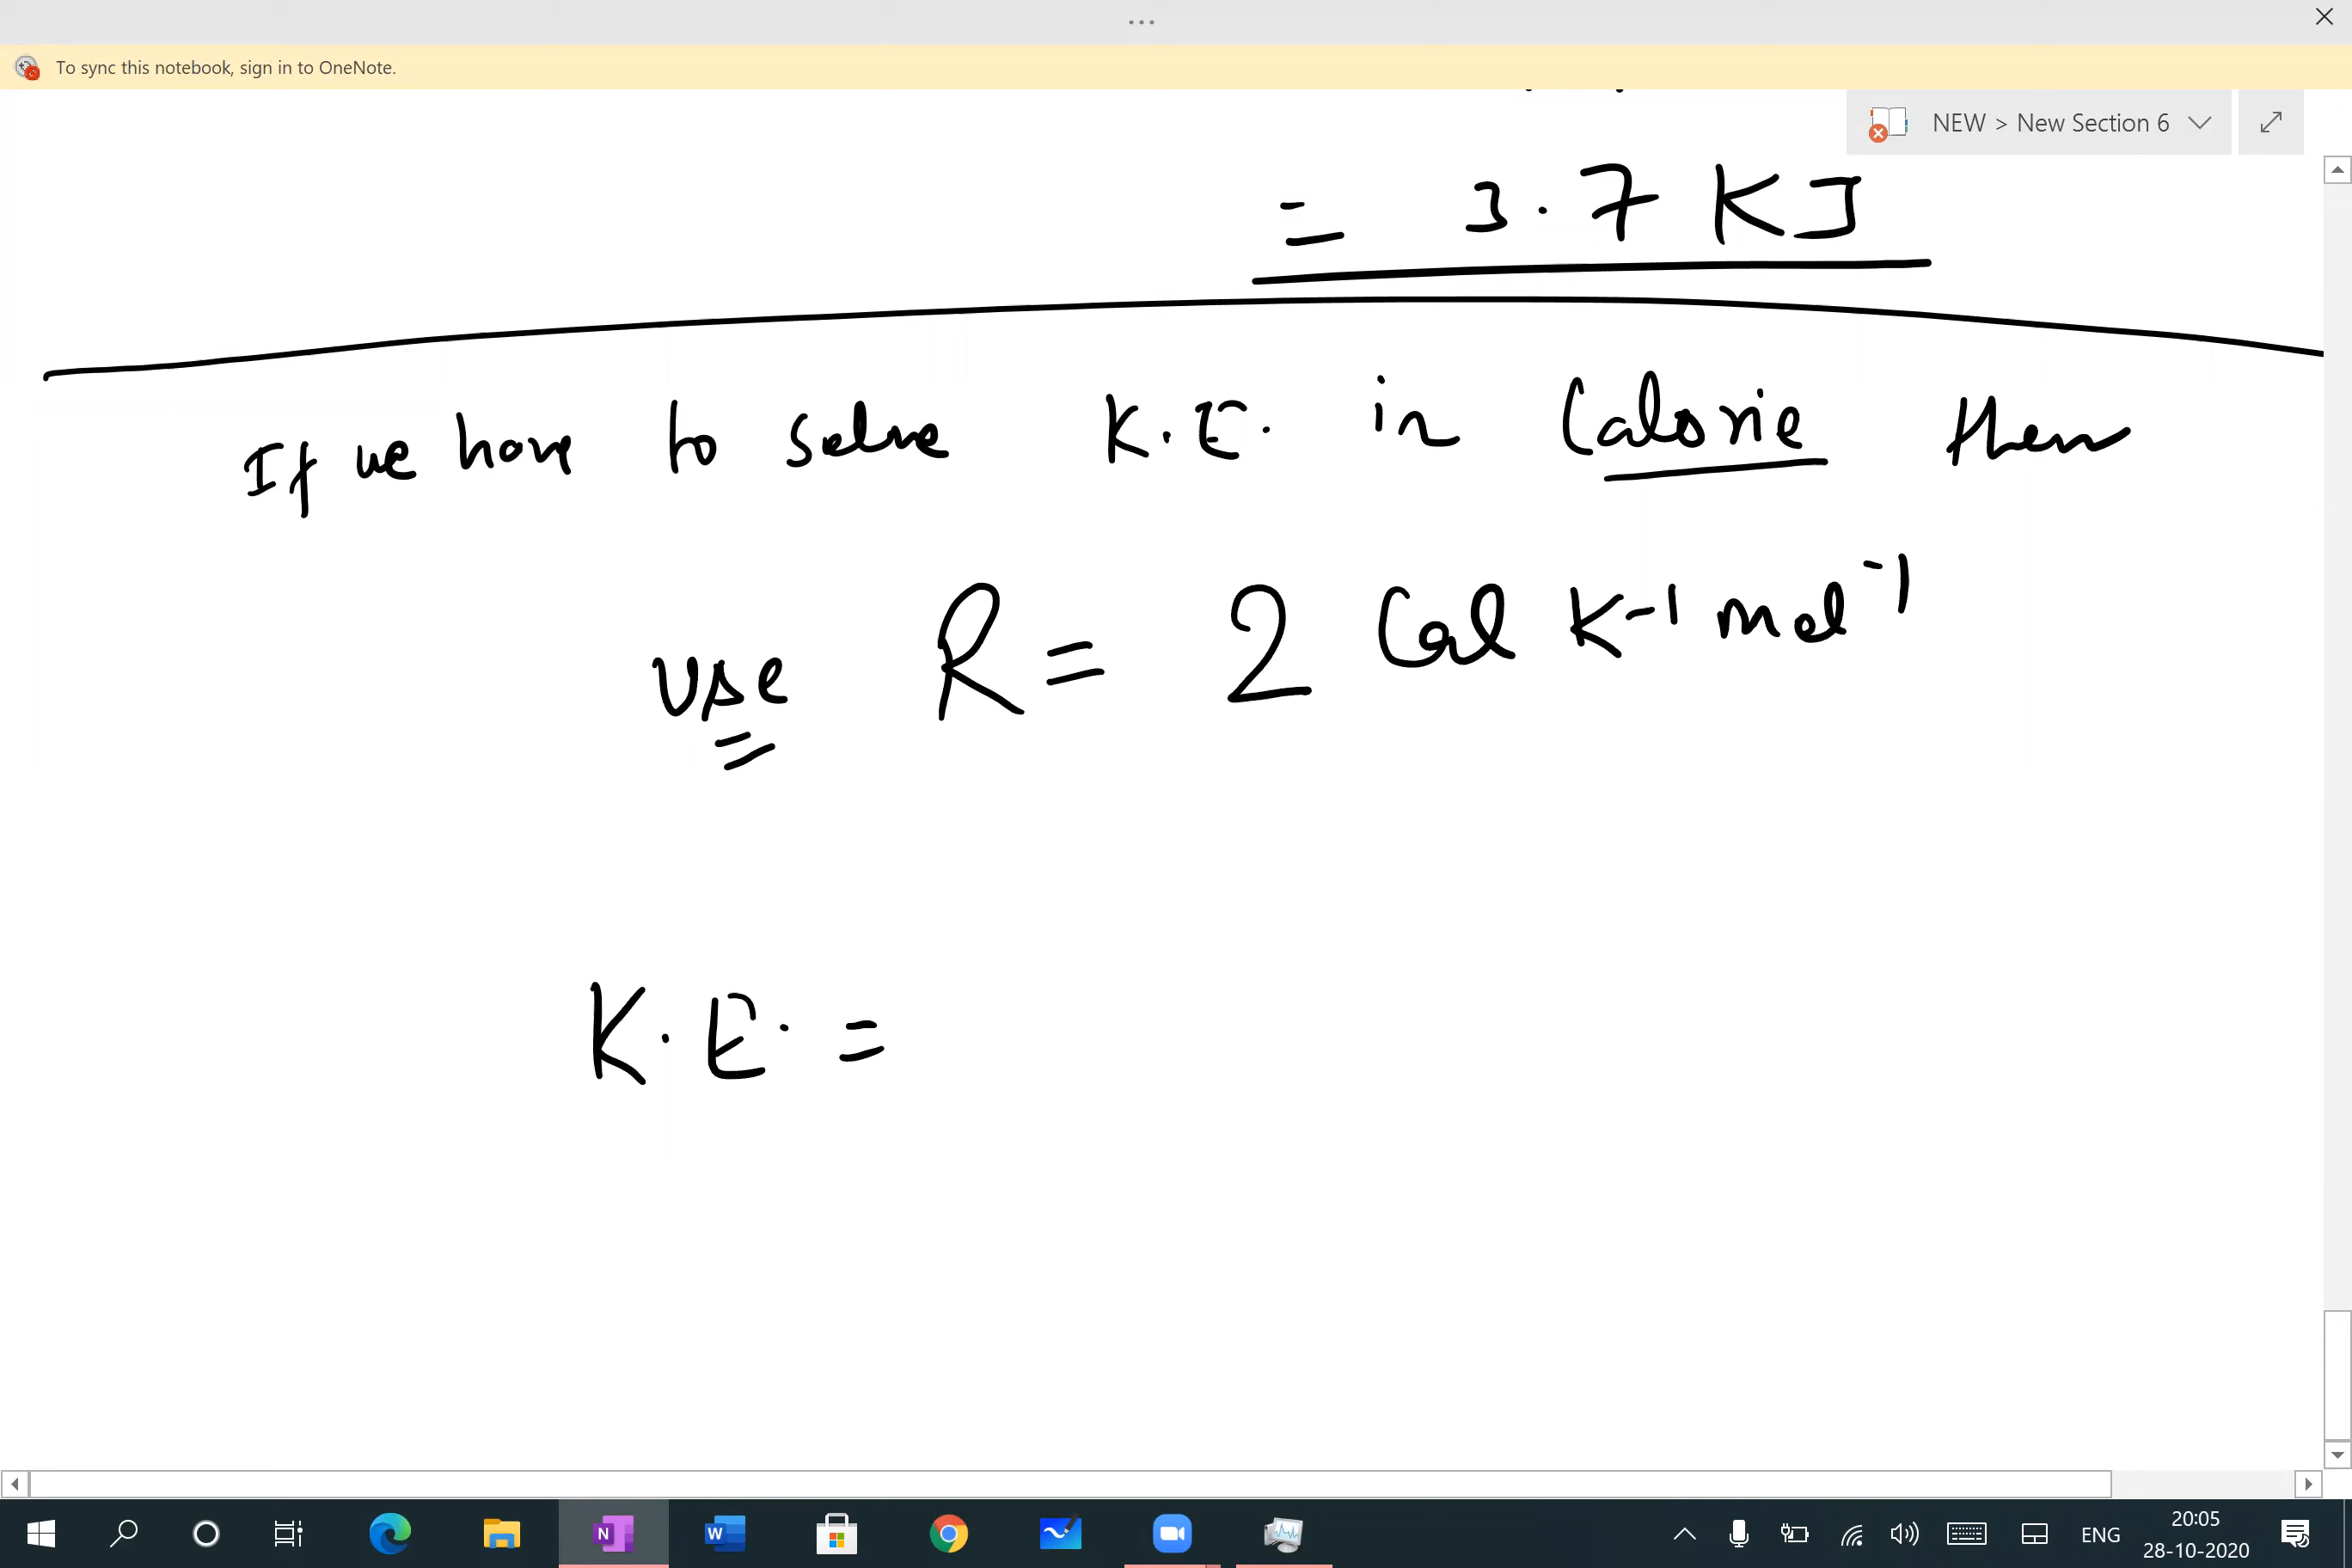 To sync this notebook, sign in to OneNote.
NEW > New Section 6
= 3.7 KJ
If we have to solve K.E. in Calorie then
use R = 2 Cal K-1 mol-1
K.E. =
ENG
20:05
28-10-2020